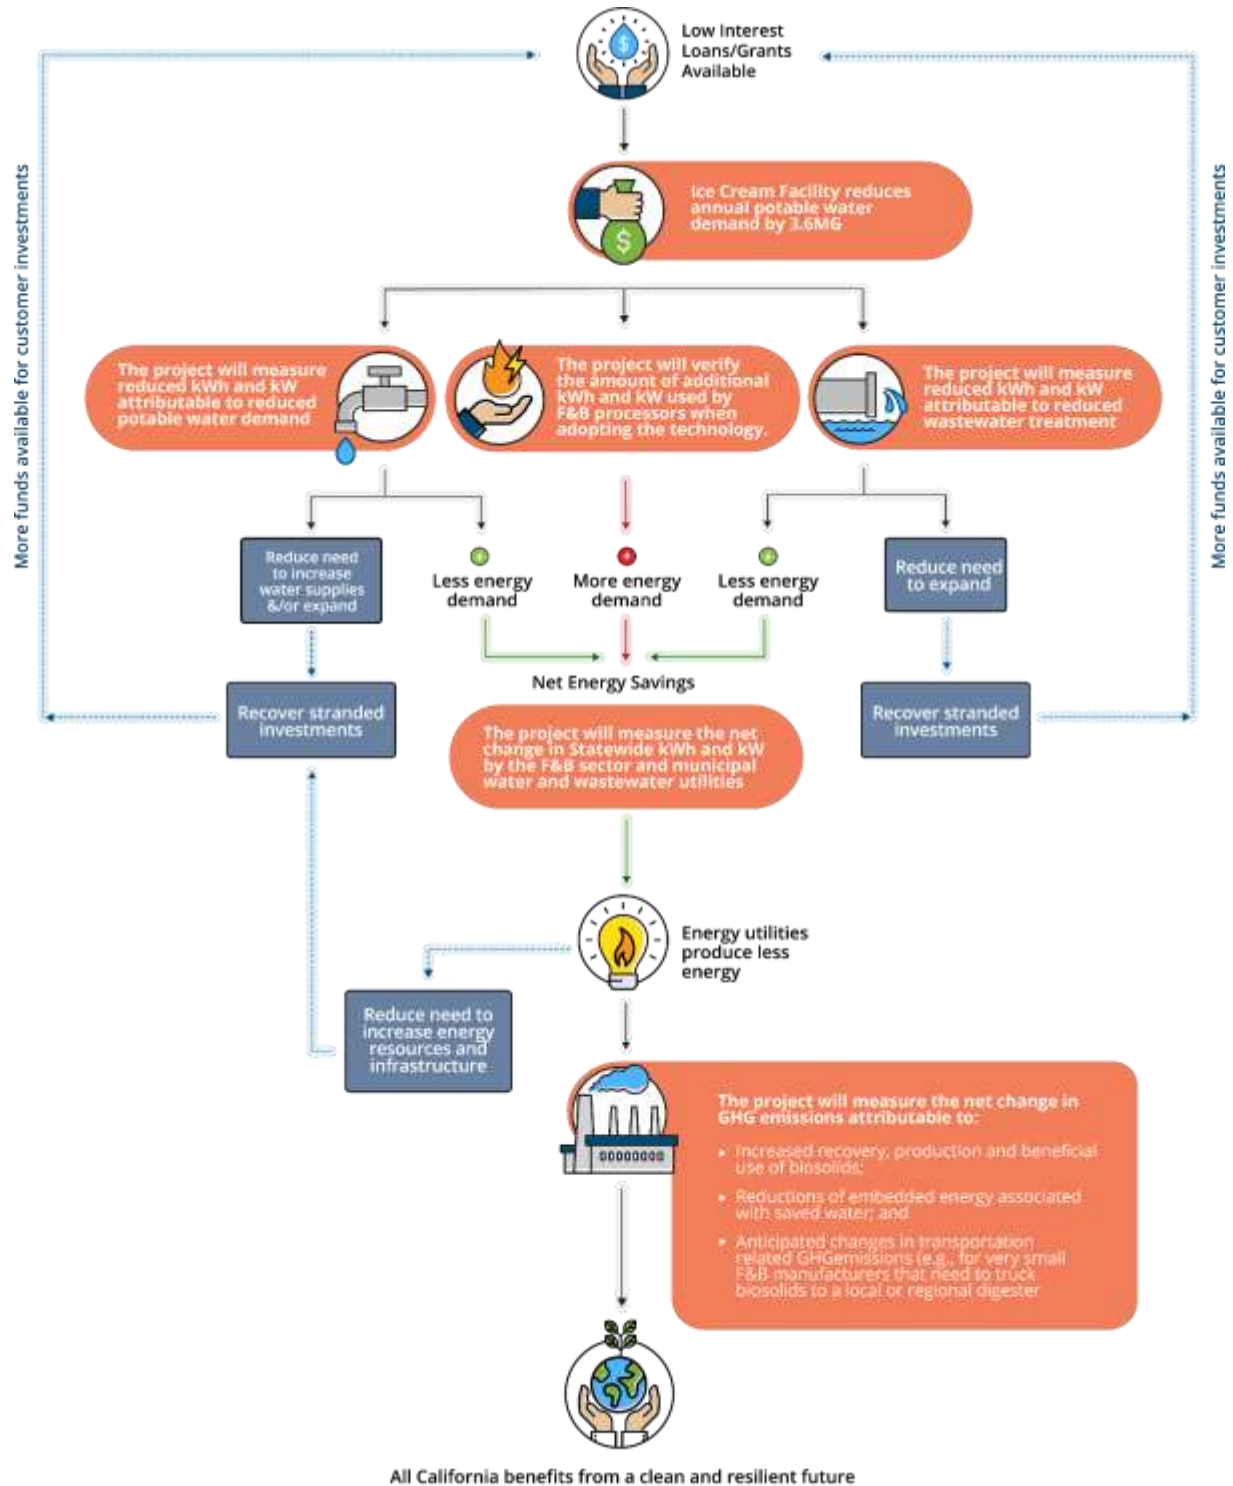 Low Interest
Loans/Grants
Available
Ice Cream Facility reduces
annual potable water
demand by 3.6MG
More funds available for customer investments
More funds available for customer investments
The project will measure
reduced kWh and kW
attributable to reduced
potable water demand
The project will verify
the amount of additional
kWh and kW used by
F&B processors when
adopting the technology.
The project will measure
reduced kWh and kW
attributable to reduced
wastewater treatment
Reduce need
to increase
water supplies
&/or expand
Less energy
demand
More energy
demand
Less energy
demand
Reduce need
to expand
Net Energy Savings
Recover stranded
investments
The project will measure the net
change in Statewide kWh and kW
by the F&B sector and municipal
water and wastewater utilities
Recover stranded
investments
Energy utilities
produce less
energy
Reduce need to
increase energy
resources and
infrastructure
The project will measure the net change in
GHG emissions attributable to:
• Increased recovery, production and beneficial
use of biosolids;
• Reductions of embedded energy associated
with saved water; and
• Anticipated changes in transportation
related GHGemissions (e.g., for very small
F&B manufacturers that need to truck
biosolids to a local or regional digester
All California benefits from a clean and resilient future